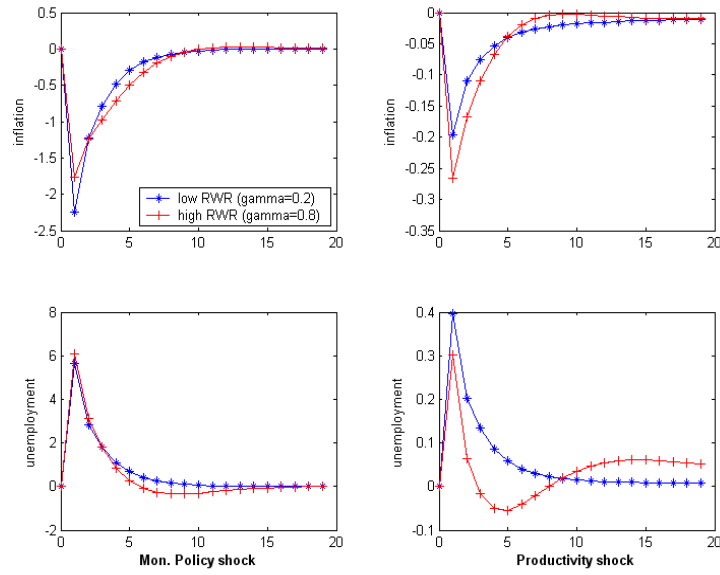 0.5
0
-0.5
-1
-1.5
-2
-2.5
inflation
0 5 10 15 20
low RWR (gamma=0.2)
high RWR (gamma=0.8)
0
-0.05
-0.1
-0.15
-0.2
-0.25
-0.3
-0.35
inflation
0 5 10 15 20
8
6
4
2
0
-2
unemployment
0 5 10 15 20
Mon. Policy shock
0.4
0.3
0.2
0.1
0
-0.1
unemployment
0 5 10 15 20
Productivity shock